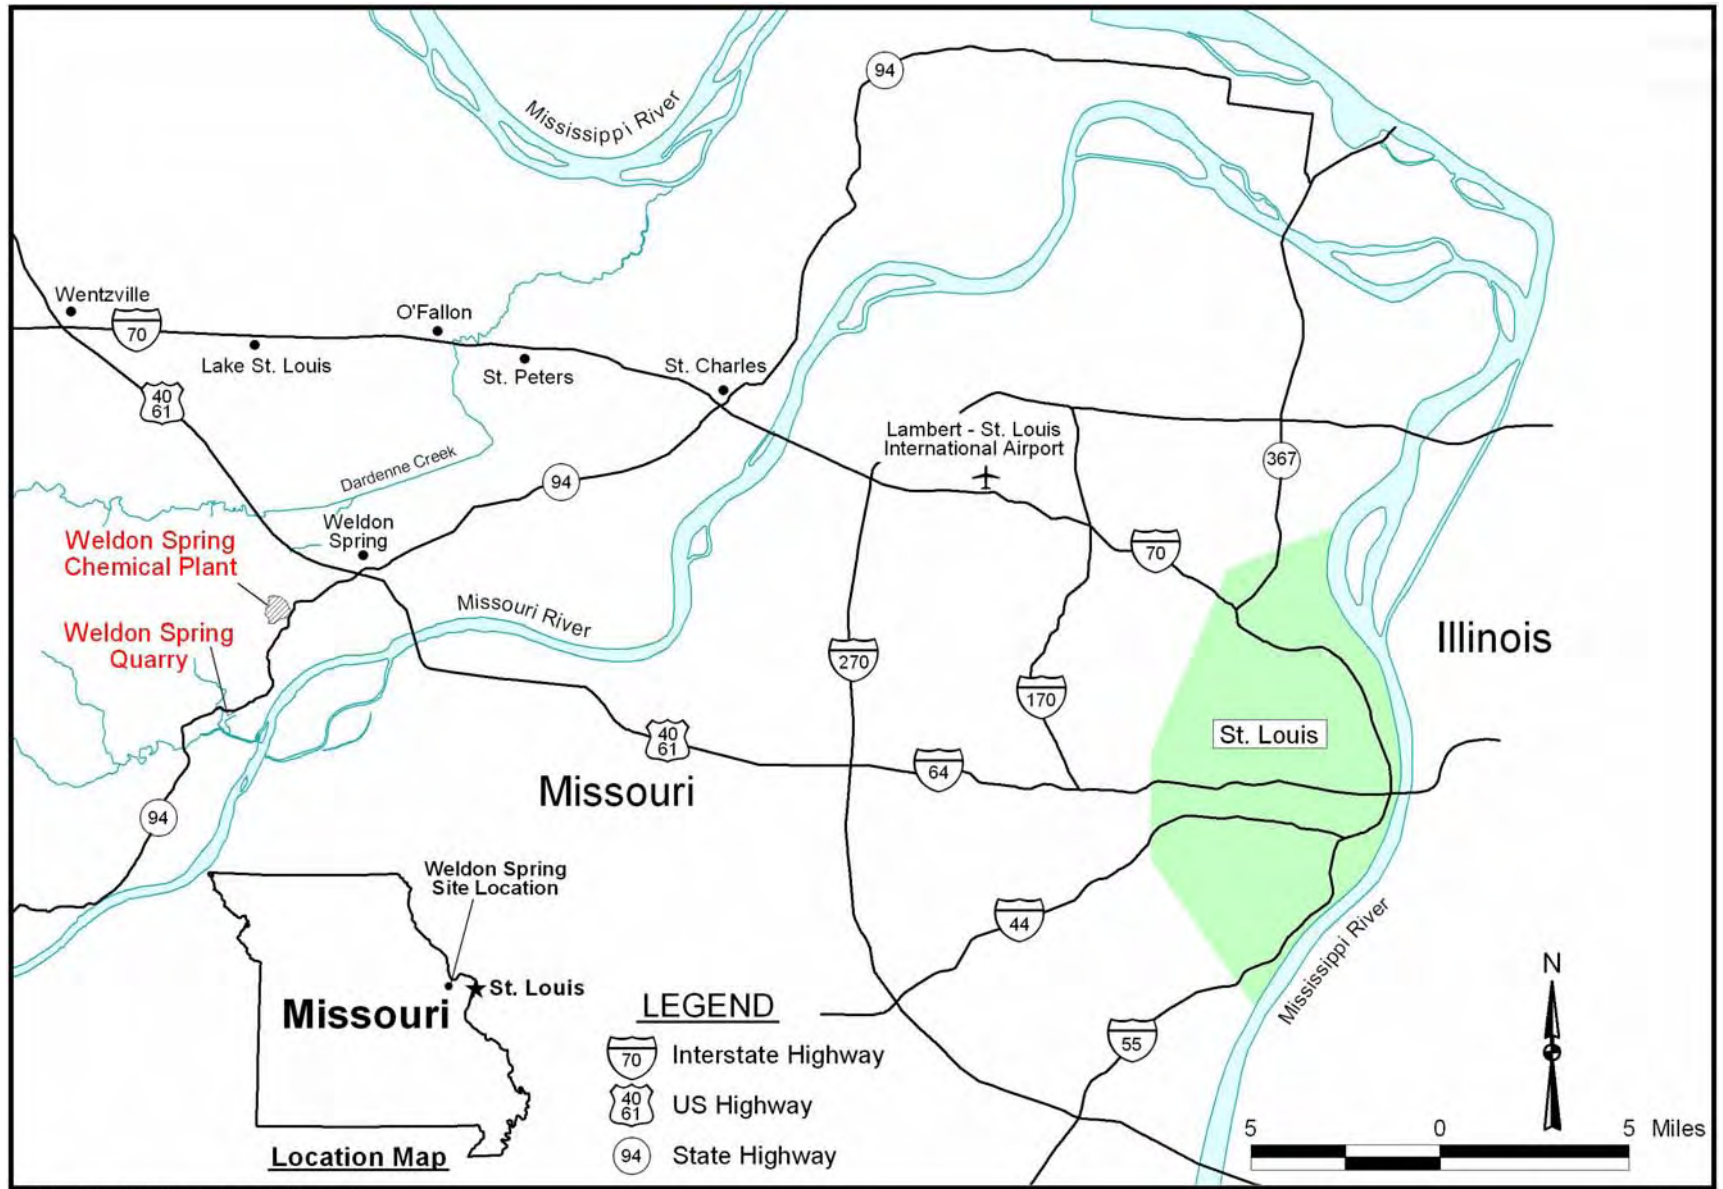 Mississippi River
94
Wentzville
70
O'Fallon
Lake St. Louis
St. Peters
St. Charles
40
61
Lambert - St. Louis
International Airport
Dardenne Creek
94
367
Weldon
Spring
Weldon Spring
Chemical Plant
70
Missouri River
Weldon Spring
Quarry
Illinois
270
170
St. Louis
40
61
64
Missouri
94
Weldon Spring
Site Location
44
Mississippi River
N
St. Louis
Missouri
LEGEND
70
Interstate Highway
40
61
US Highway
94
State Highway
55
Location Map
5 0 5 Miles